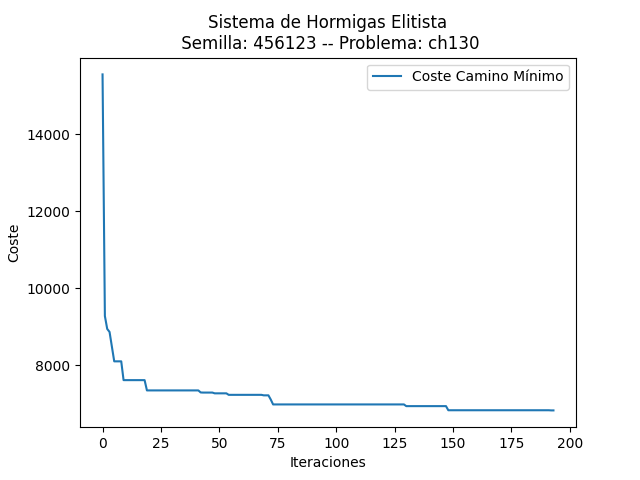 Sistema de Hormigas Elitista
Semilla: 456123 -- Problema: ch130
Coste Camino Mínimo
14000
12000
10000
8000
Coste
0 25 50 75 100 125 150 175 200
Iteraciones